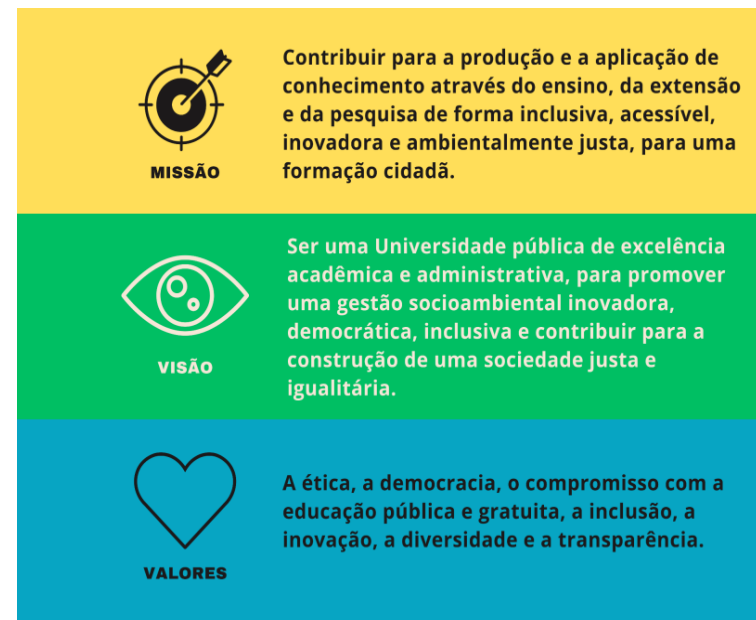 Contribuir para a produção e a aplicação de
conhecimento através do ensino, da extensão
e da pesquisa de forma inclusiva, acessível,
inovadora e ambientalmente justa, para uma
formação cidadã.
MISSÃO
Ser uma Universidade pública de excelência
acadêmica e administrativa, para promover
uma gestão socioambiental inovadora,
democrática, inclusiva e contribuir para a
construção de uma sociedade justa e
igualitária.
VISÃO
A ética, a democracia, o compromisso com a
educação pública e gratuita, a inclusão, a
inovação, a diversidade e a transparência.
VALORES